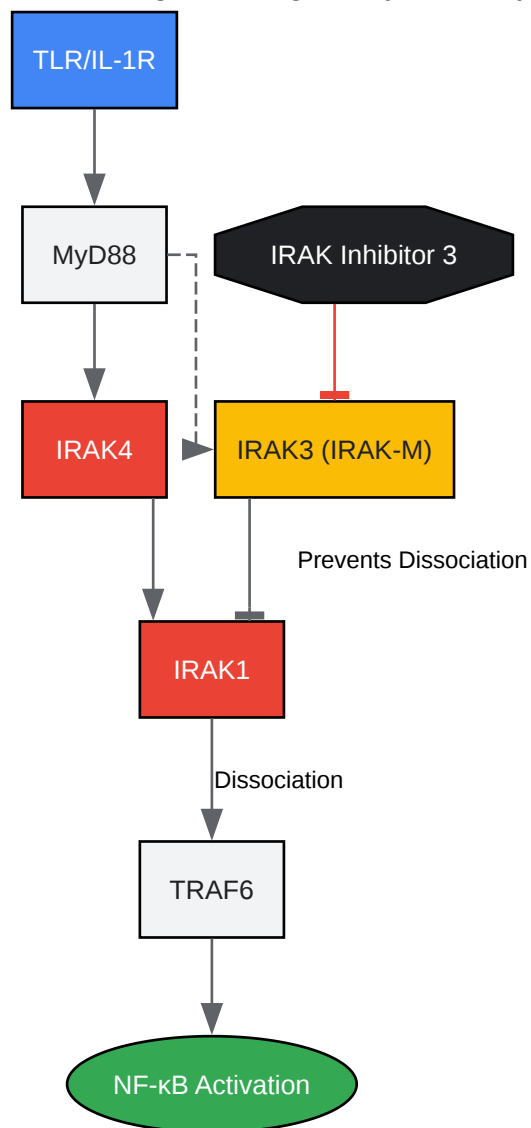 TLR/IL-1R
MyD88
IRAK Inhibitor 3
IRAK4
IRAK3 (IRAK-M)
Prevents Dissociation
IRAK1
Dissociation
TRAF6
NF-κB Activation